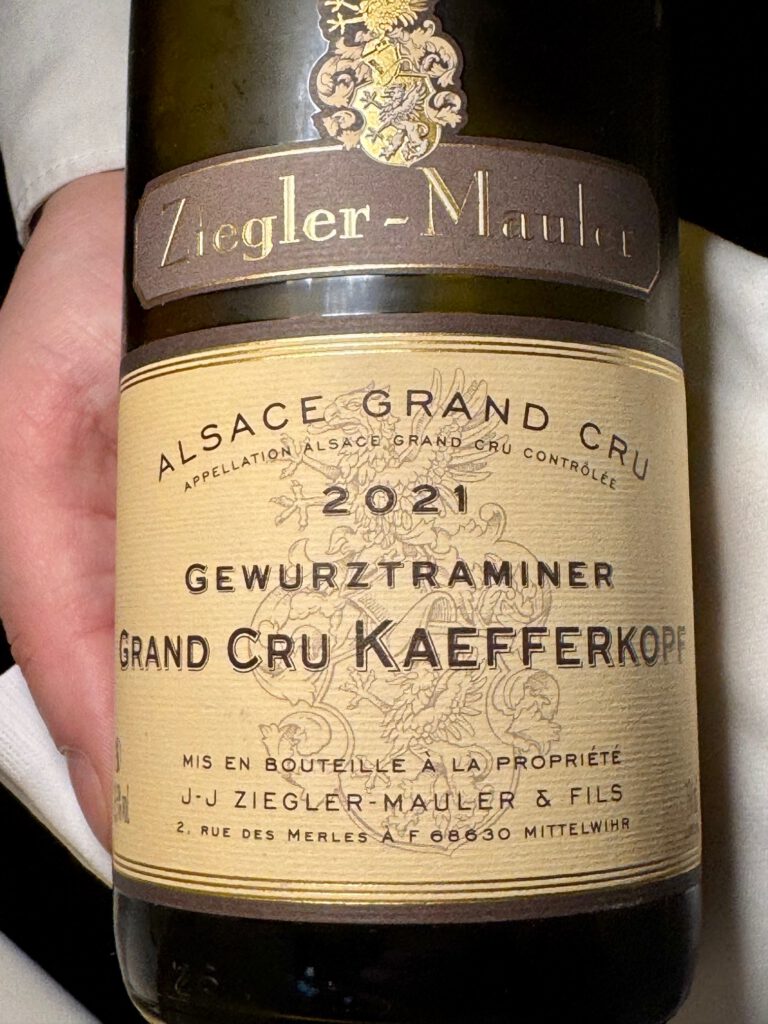 Ziegler-Mauler
ALSACE GRAND CRU
APPELLATION ALSACE GRAND CRU CONTRÔLÉE
2021
GEWURZTRAMINER
GRAND CRU KAEFFERKOPF
MIS EN BOUTEILLE À LA PROPRIÉTÉ
J-J ZIEGLER-MAULER & FILS
2, RUE DES MERLES À F 68630 MITTELWIHR